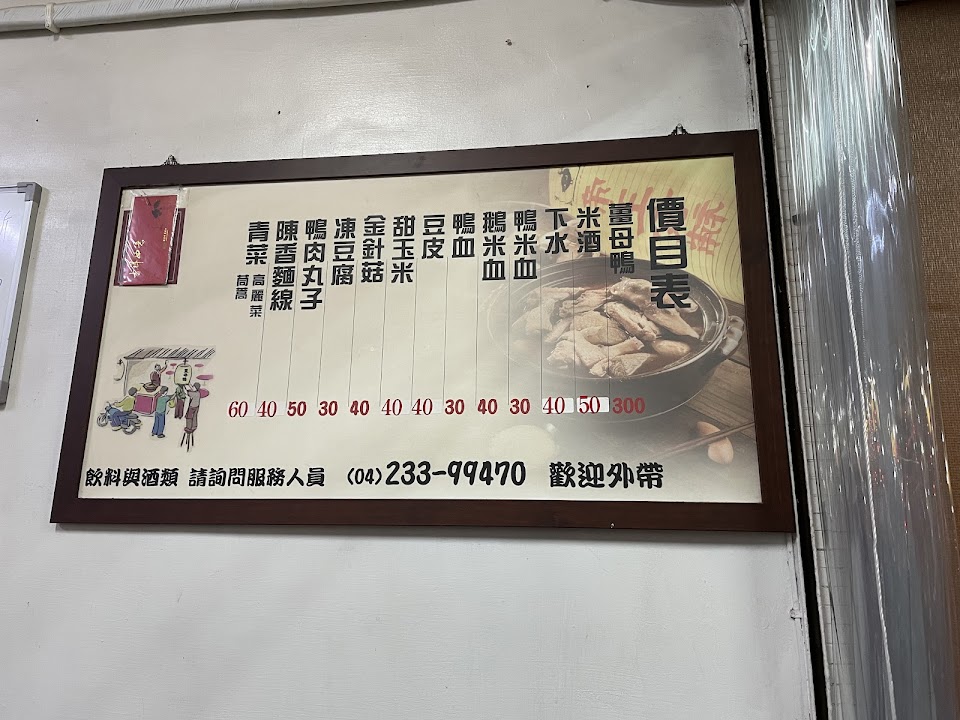 價目表
薑母鴨 300
米酒 50
下水 40
鴨米血 30
鵝米血 40
鴨血 30
豆皮 40
甜玉米 40
金針菇 40
凍豆腐 30
鴨肉丸子 50
陳香麵線 40
青菜 高麗菜 茼蒿 60
飲料與酒類 請詢問服務人員 (04)233-99470 歡迎外帶